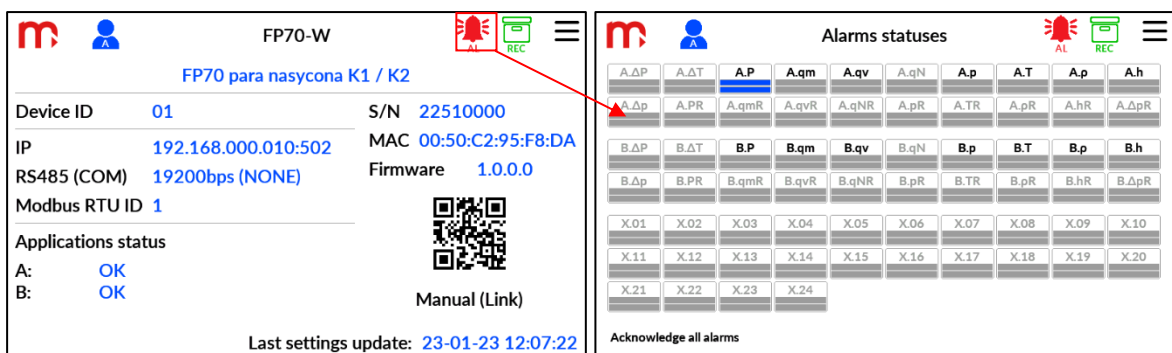 m A FP70-W AL REC
FP70 para nasycona K1 / K2
Device ID 01 S/N 22510000
IP 192.168.000.010:502 MAC 00:50:C2:95:F8:DA
RS485 (COM) 19200bps (NONE) Firmware 1.0.0.0
Modbus RTU ID 1
Applications status
A: OK
B: OK
Manual (Link)
Last settings update: 23-01-23 12:07:22
m A Alarms statuses AL REC
A.ΔP A.ΔT A.P A.qm A.qv A.qN A.p A.T A.ρ A.h
A.Δp A.PR A.qmR A.qvR A.qNR A.pR A.TR A.ρR A.hR A.ΔpR
B.ΔP B.ΔT B.P B.qm B.qv B.qN B.p B.T B.ρ B.h
B.Δp B.PR B.qmR B.qvR B.qNR B.pR B.TR B.ρR B.hR B.ΔpR
X.01 X.02 X.03 X.04 X.05 X.06 X.07 X.08 X.09 X.10
X.11 X.12 X.13 X.14 X.15 X.16 X.17 X.18 X.19 X.20
X.21 X.22 X.23 X.24
Acknowledge all alarms